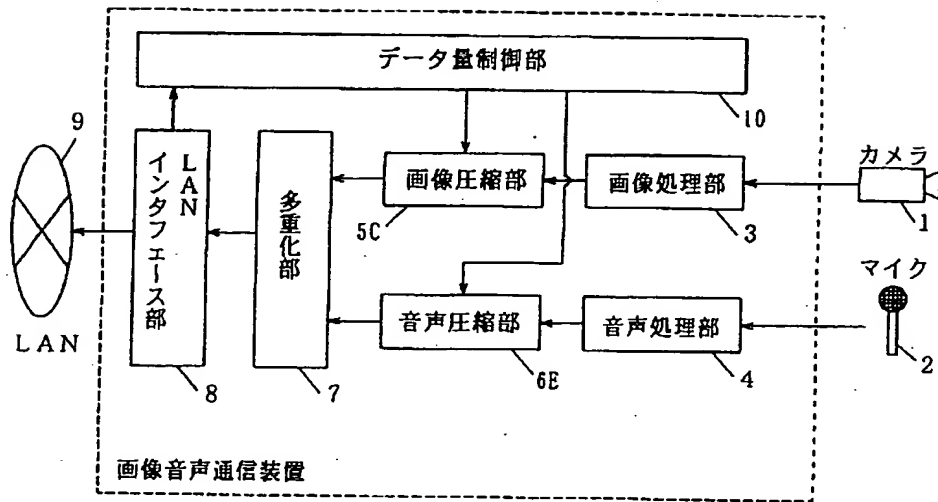 データ量制御部
10
9
LAN
インタフェース部
LAN
8
多重化部
7
画像圧縮部
5C
画像処理部
3
カメラ
1
音声圧縮部
6E
音声処理部
4
マイク
2
画像音声通信装置